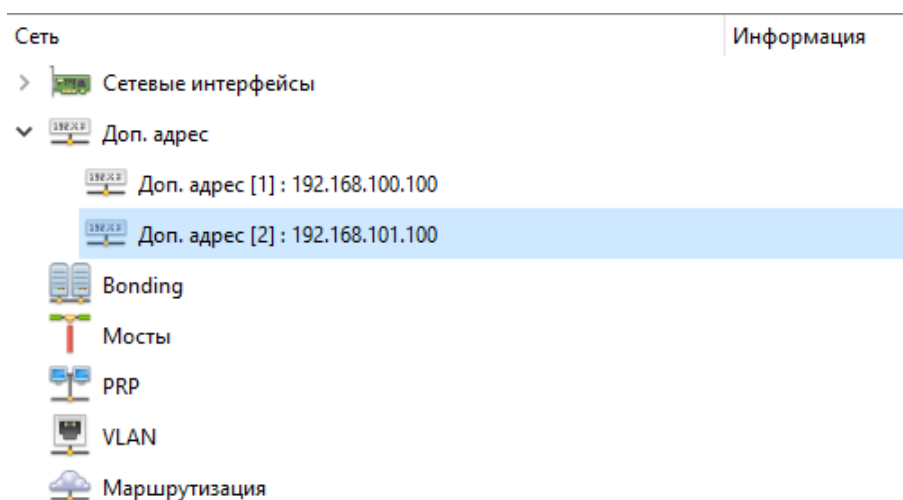 Сеть Информация
Сетевые интерфейсы
Доп. адрес
Доп. адрес [1] : 192.168.100.100
Доп. адрес [2] : 192.168.101.100
Bonding
Мосты
PRP
VLAN
Маршрутизация